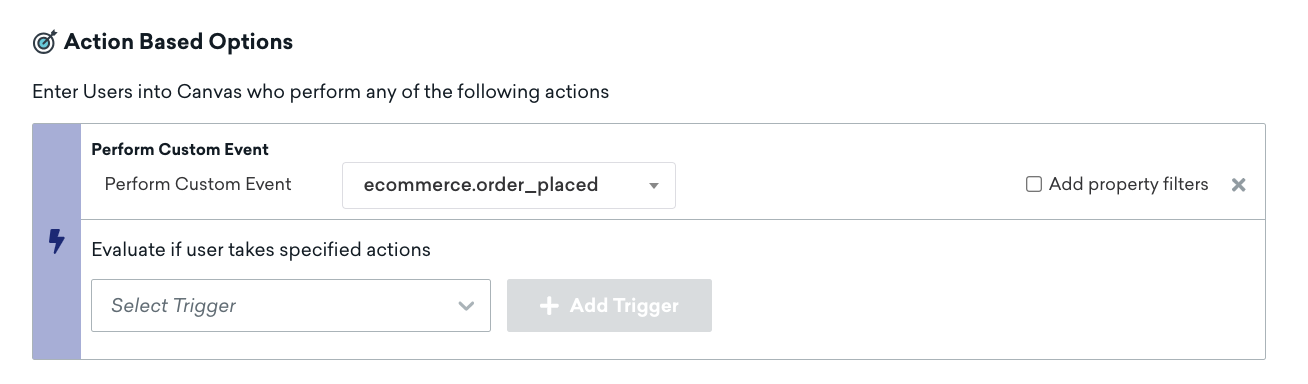 Action Based Options
Enter Users into Canvas who perform any of the following actions
Perform Custom Event
Perform Custom Event ecommerce.order_placed Add property filters
Evaluate if user takes specified actions
Select Trigger Add Trigger